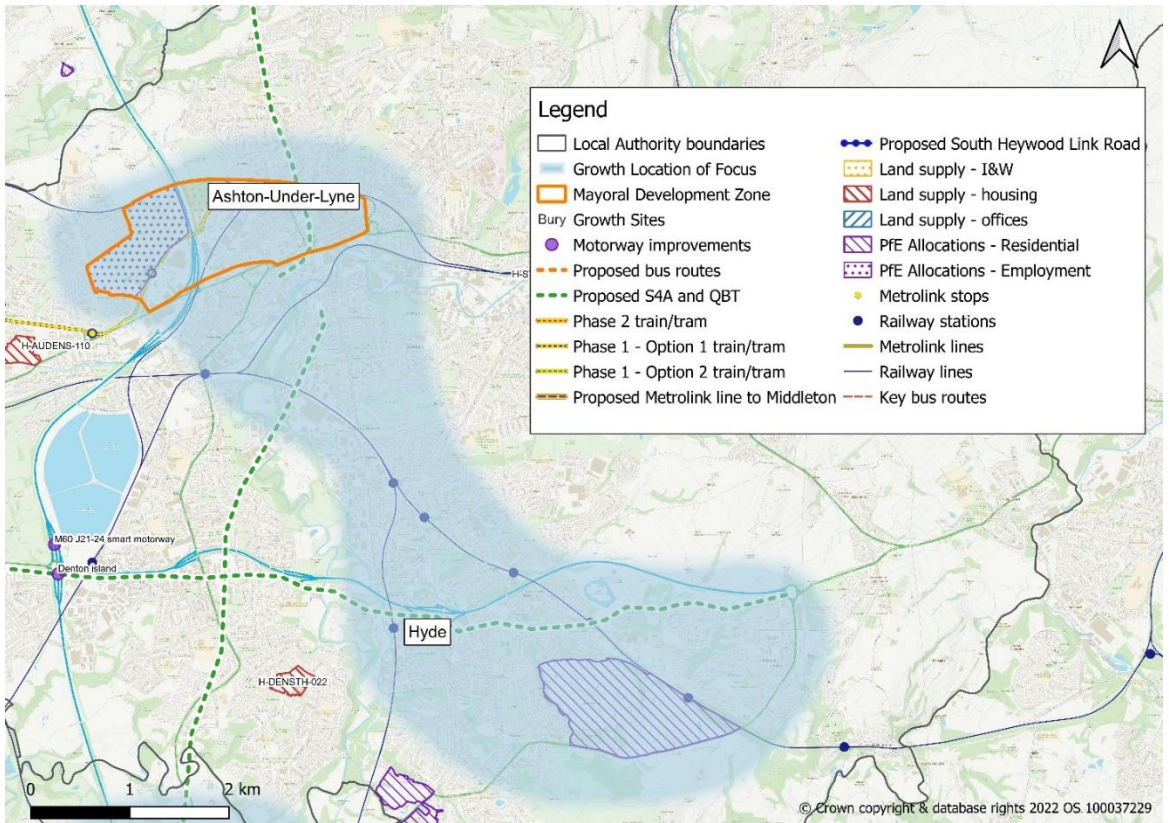 Ashton-Under-Lyne
H-AUDENS-110
M60 J21-24 smart motorway
Denton island
Hyde
H-DENSTH-022
H-ST
Legend
Local Authority boundaries
Growth Location of Focus
Mayoral Development Zone
Bury Growth Sites
Motorway improvements
Proposed bus routes
Proposed S4A and QBT
Phase 2 train/tram
Phase 1 - Option 1 train/tram
Phase 1 - Option 2 train/tram
Proposed Metrolink line to Middleton
Proposed South Heywood Link Road
Land supply - I&W
Land supply - housing
Land supply - offices
PfE Allocations - Residential
PfE Allocations - Employment
Metrolink stops
Railway stations
Metrolink lines
Railway lines
Key bus routes
0 1 2 km
© Crown copyright & database rights 2022 OS 100037229